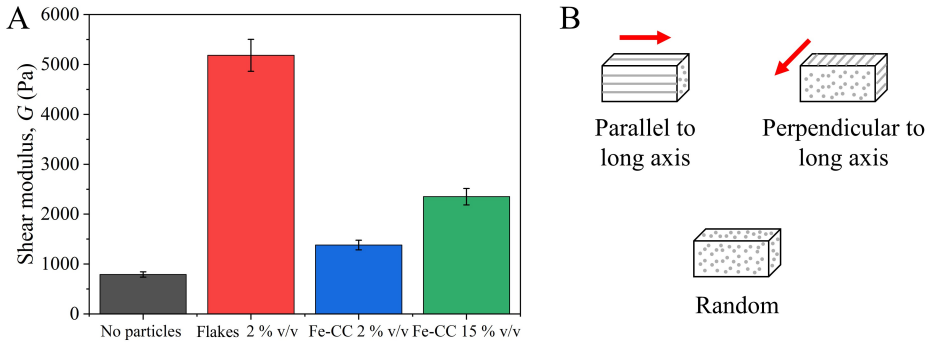 A
Shear modulus, G (Pa)
6000
5000
4000
3000
2000
1000
0
No particles
Flakes 2 % v/v
Fe-CC 2 % v/v
Fe-CC 15 % v/v
B
Parallel to
long axis
Perpendicular to
long axis
Random